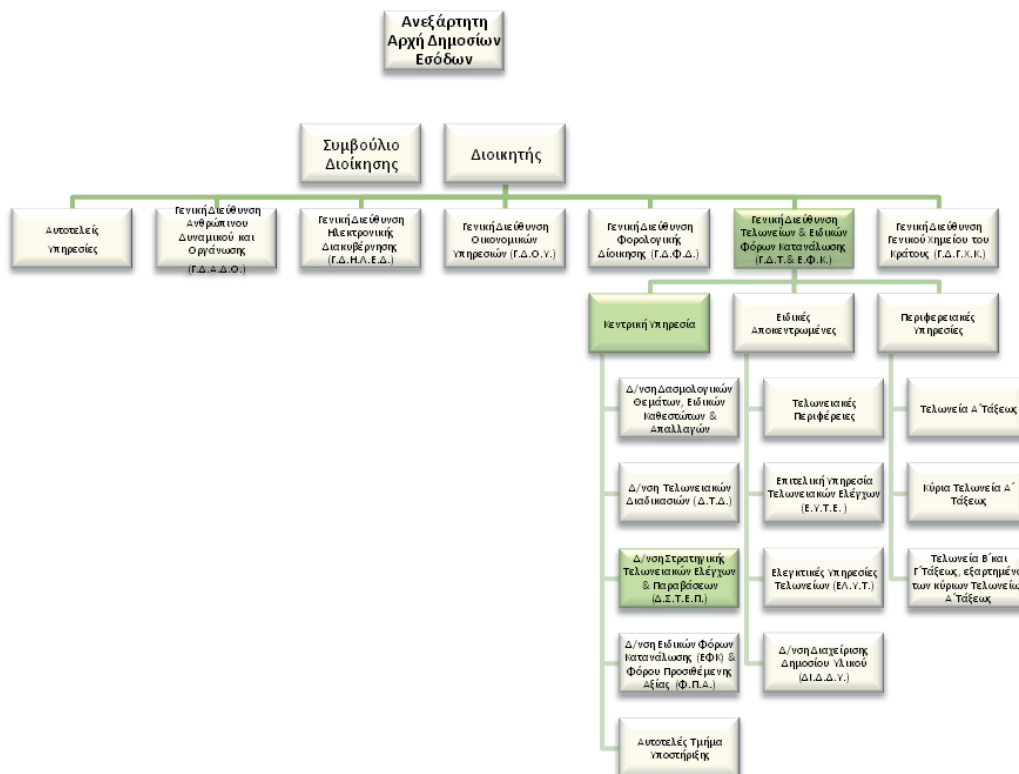 Ανεξάρτητη
Αρχή Δημοσίων
Εσόδων
Συμβούλιο
Διοίκησης
Διοικητής
Αυτοτελείς
Υπηρεσίες
Γενική Διεύθυνση
Ανθρώπινου
Δυναμικού και
Οργάνωσης
(Γ.Δ.Α.Δ.Ο.)
Γενική Διεύθυνση
Ηλεκτρονικής
Διακυβέρνησης
(Γ.Δ.Η.Λ.Ε.Δ.)
Γενική Διεύθυνση
Οικονομικών
Υπηρεσιών (Γ.Δ.Ο.Υ.)
Γενική Διεύθυνση
Φορολογικής
Δίοικησης (Γ.Δ.Φ.Δ.)
Γενική Διεύθυνση
Τελωνείων & Ειδικών
Φόρων Κατανάλωσης
(Γ.Δ.Τ.& Ε.Φ.Κ.)
Γενική Διεύθυνση
Γενικού Χημείου του
Κράτους (Γ.Δ.Γ.Χ.Κ.)
Κεντρική Υπηρεσία
Ειδικές
Αποκεντρωμένες
Περιφερειακές
Υπηρεσίες
Δ/νση Δασμολογικών
Θεμάτων, Ειδικών
Καθεστώτων &
Απαλλαγών
Δ/νση Τελωνειακών
Διαδικασιών (Δ.Τ.Δ.)
Δ/νση Στρατηγικής
Τελωνειακών Ελέγχων
& Παραβάσεων
(Δ.Σ.Τ.Ε.Π.)
Δ/νση Ειδικών Φόρων
Κατανάλωσης (ΕΦΚ) &
Φόρου Προσιθέμενης
Αξίας (Φ.Π.Α.)
Αυτοτελές Τμήμα
Υποστήριξης
Τελωνειακές
Περιφέρειες
Επιτελική Υπηρεσία
Τελωνειακών Ελέγχων
(Ε.Υ.Τ.Ε.)
Ελεγκτικές Υπηρεσίες
Τελωνείων (ΕΛ.Υ.Τ.)
Δ/νση Διαχείρισης
Δημοσίου Υλικού
(ΔΙ.Δ.Δ.Υ.)
Τελωνεία Α΄Τάξεως
Κύρια Τελωνεία Α΄
Τάξεως
Τελωνεία Β΄και
Γ΄Τάξεως, εξαρτημένα
των κύριων Τελωνείων
Α΄Τάξεως